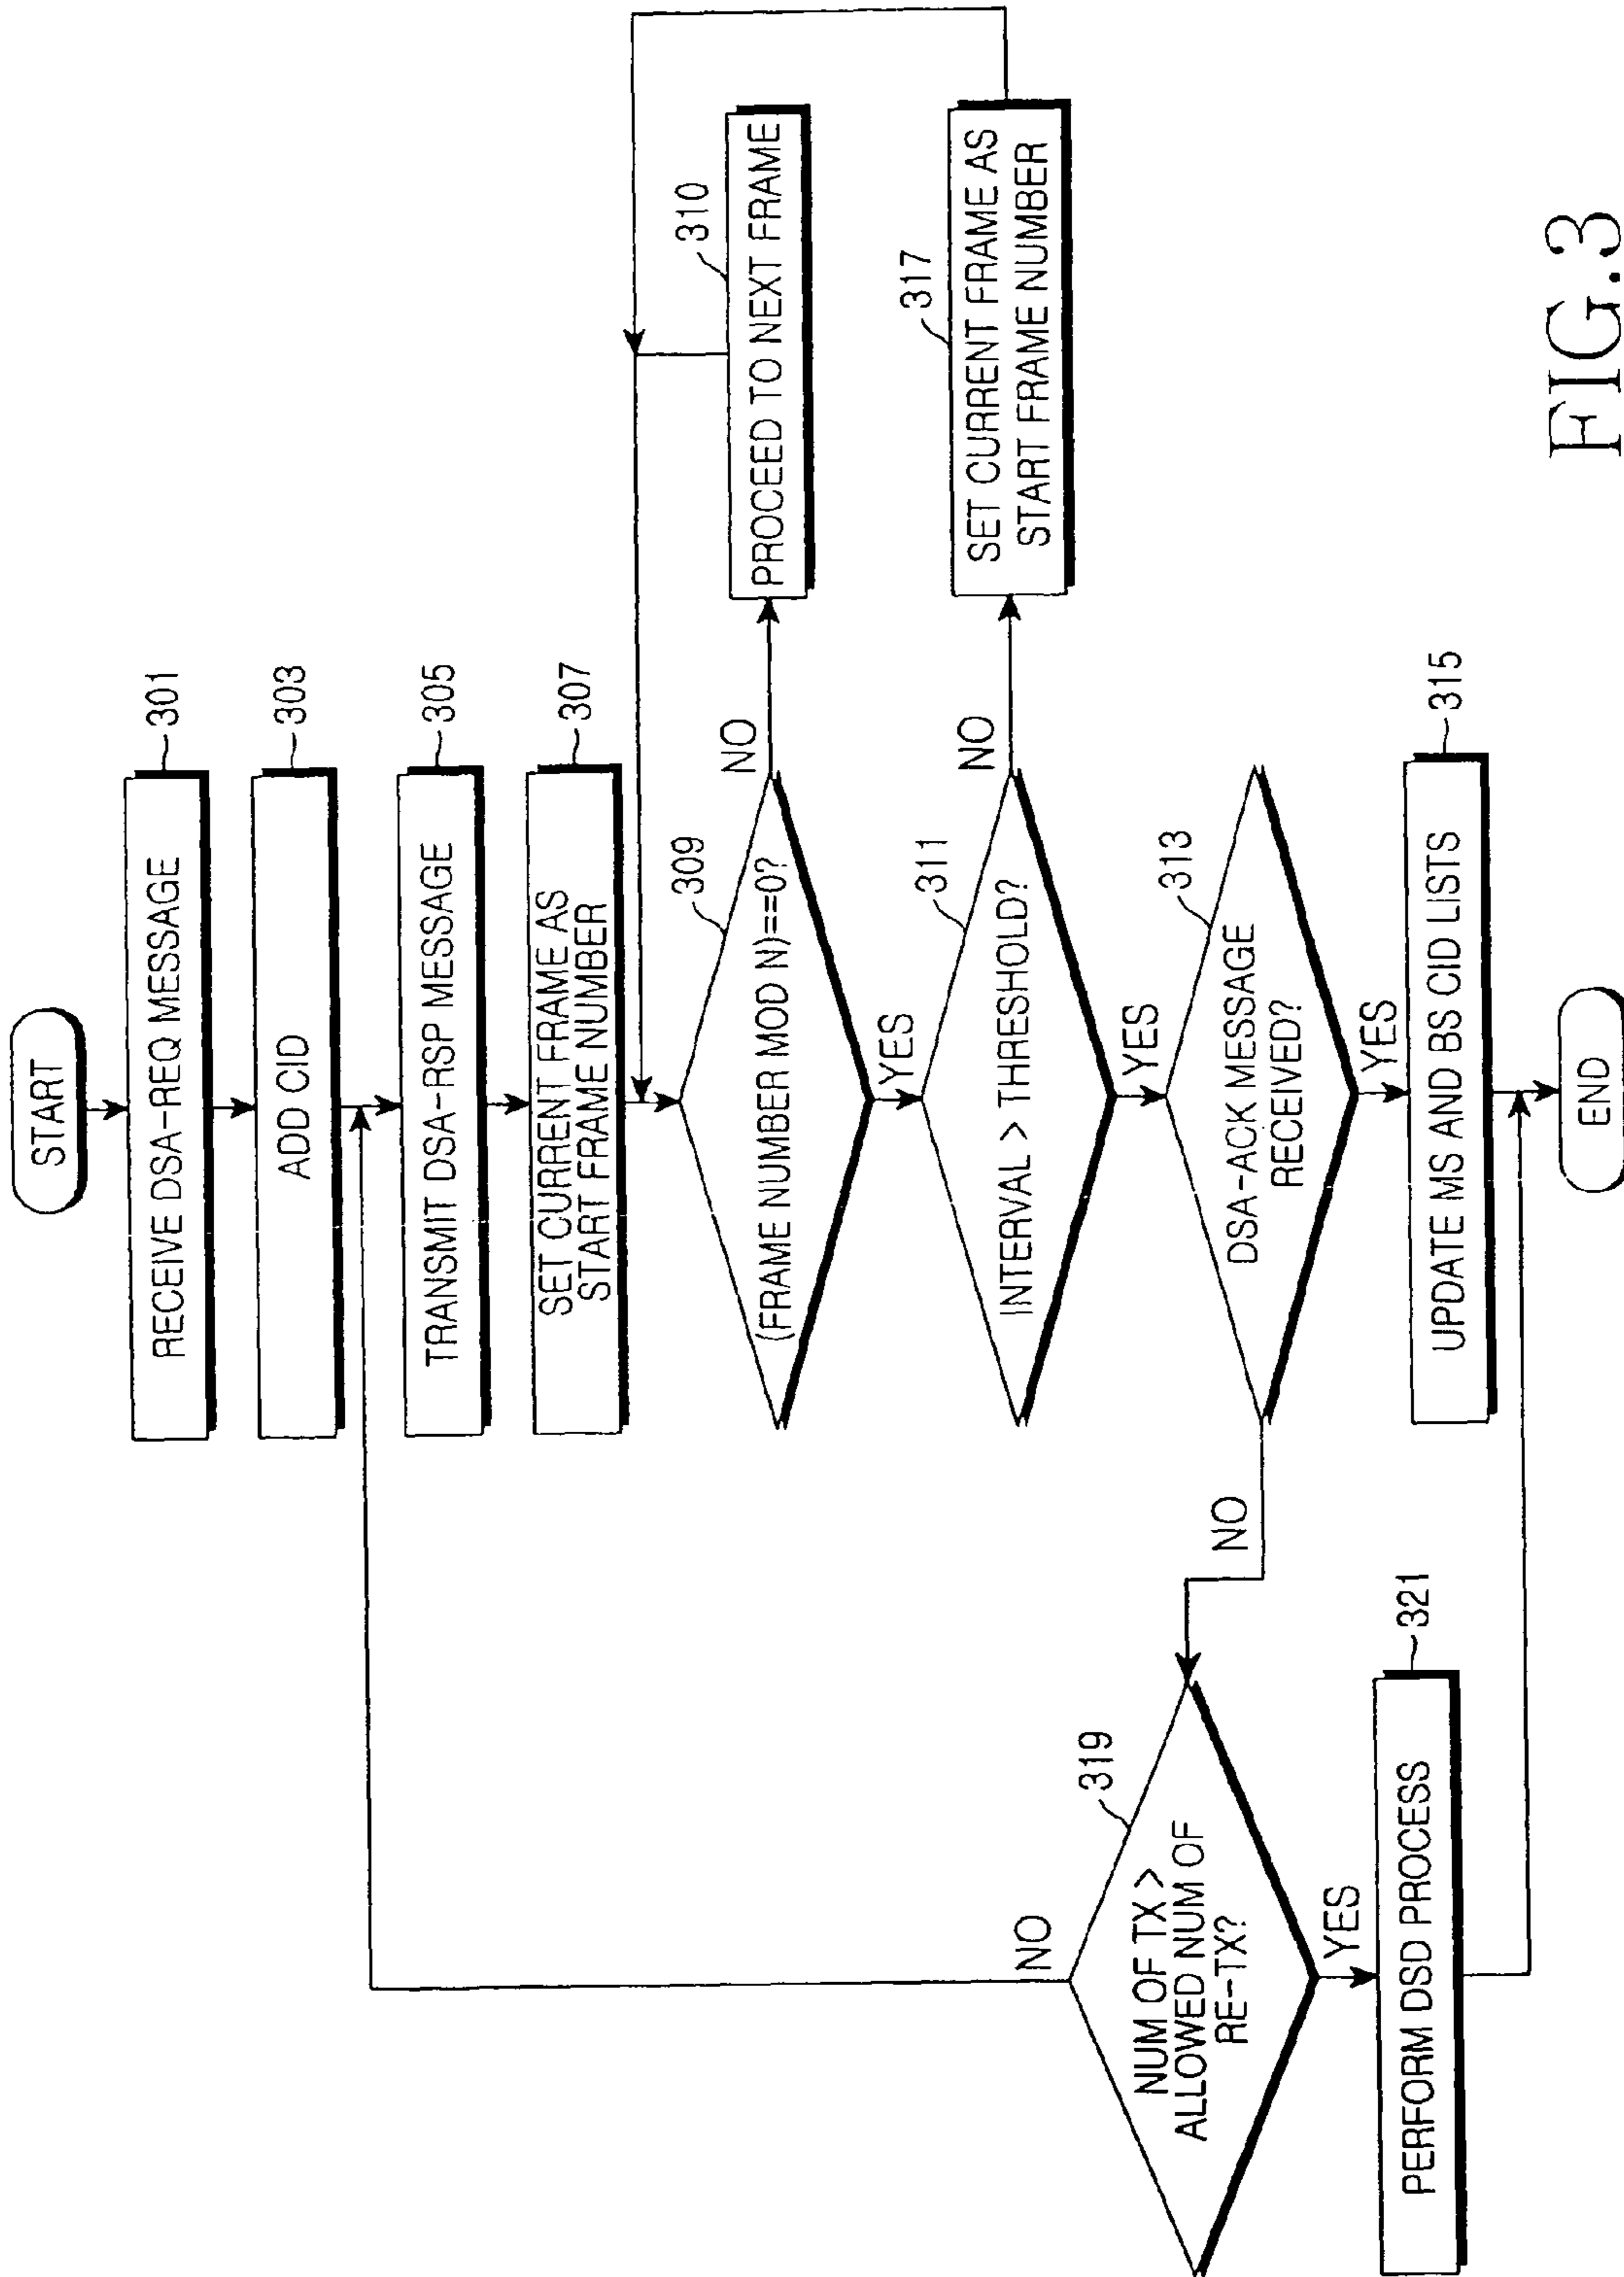 START
RECEIVE DSA-REQ MESSAGE
301
ADD CID
303
TRANSMIT DSA-RSP MESSAGE
305
SET CURRENT FRAME AS
START FRAME NUMBER
307
(FRAME NUMBER MOD N)==0?
309
NO
PROCEED TO NEXT FRAME
310
YES
INTERVAL > THRESHOLD?
311
NO
SET CURRENT FRAME AS
START FRAME NUMBER
317
YES
DSA-ACK MESSAGE
RECEIVED?
313
NO
NUM OF TX >
ALLOWED NUM OF
RE-TX?
319
NO
YES
UPDATE MS AND BS CID LISTS
315
YES
PERFORM DSD PROCESS
321
END
FIG.3